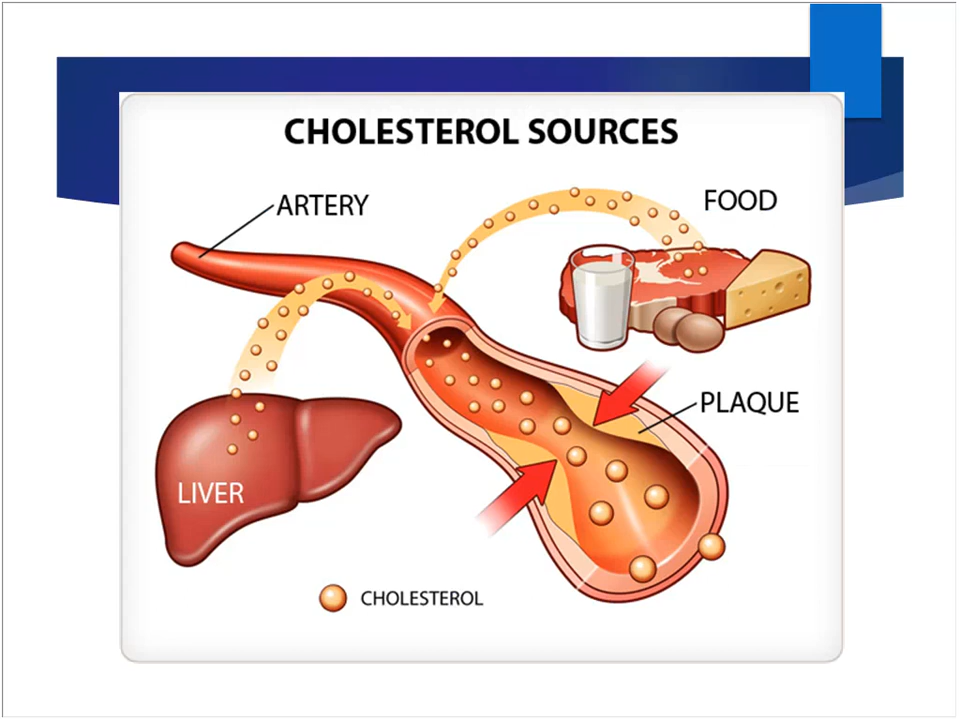 CHOLESTEROL SOURCES
ARTERY
FOOD
PLAQUE
LIVER
CHOLESTEROL